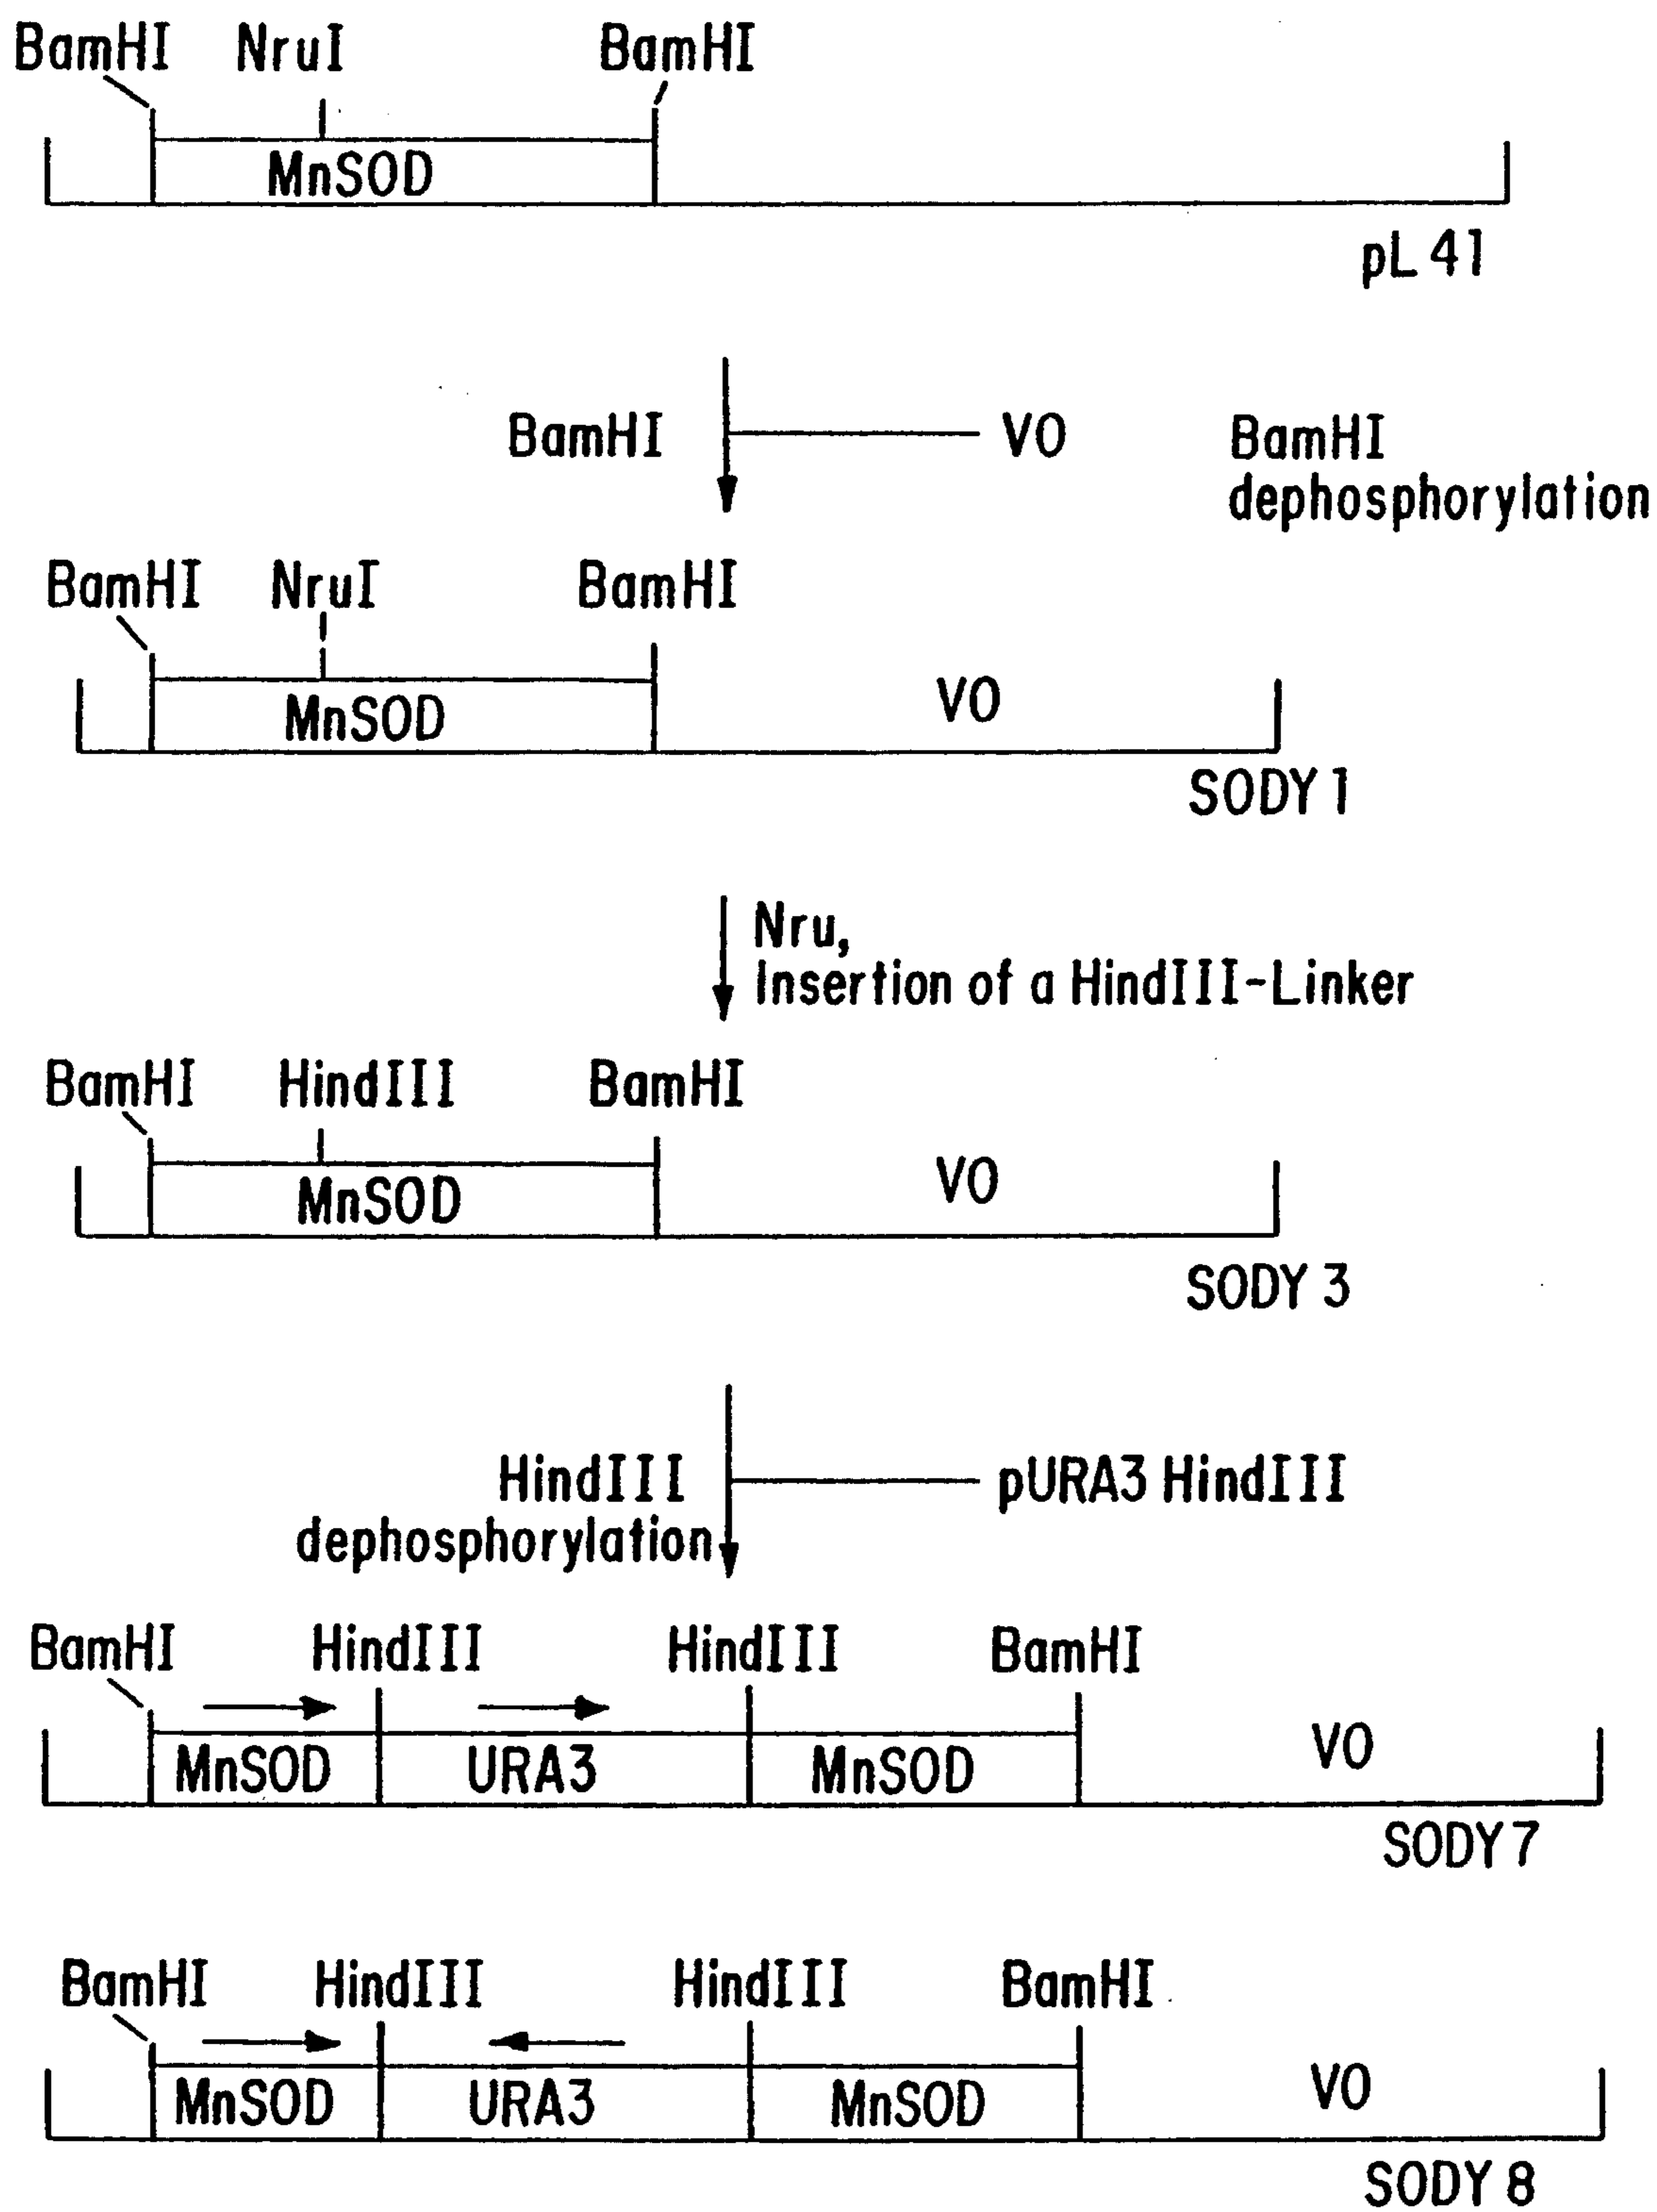 BamHI NruI BamHI
MnSOD
pL 41
BamHI VO BamHI
dephosphorylation
BamHI NruI BamHI
MnSOD VO
SODY 1
Nru,
Insertion of a HindIII-Linker
BamHI HindIII BamHI
MnSOD VO
SODY 3
HindIII pURA3 HindIII
dephosphorylation
BamHI HindIII HindIII BamHI
MnSOD URA3 MnSOD VO
SODY 7
BamHI HindIII HindIII BamHI
MnSOD URA3 MnSOD VO
SODY 8